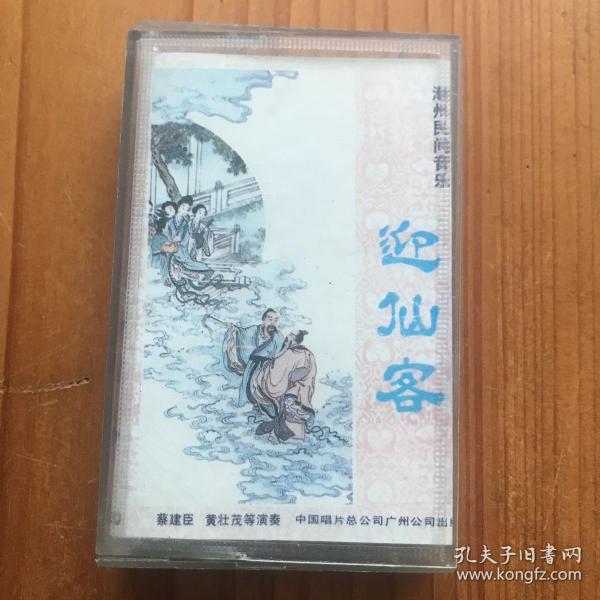 潮州民间音乐
迎仙客
蔡建臣 黄壮茂等演奏 中国唱片总公司广州公司出版
孔夫子旧书网
www.kongfz.com